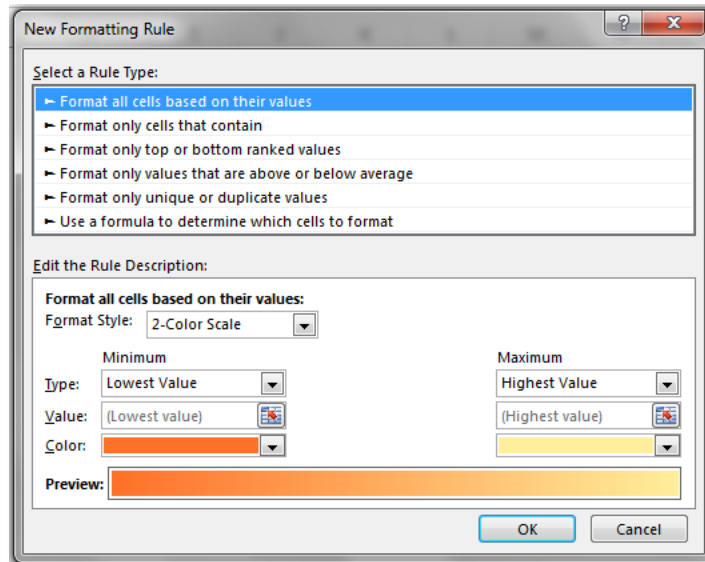 New Formatting Rule
Select a Rule Type:
► Format all cells based on their values
► Format only cells that contain
► Format only top or bottom ranked values
► Format only values that are above or below average
► Format only unique or duplicate values
► Use a formula to determine which cells to format
Edit the Rule Description:
Format all cells based on their values:
Format Style: 2-Color Scale
Minimum Maximum
Type: Lowest Value Highest Value
Value: (Lowest value) (Highest value)
Color:
Preview:
OK Cancel